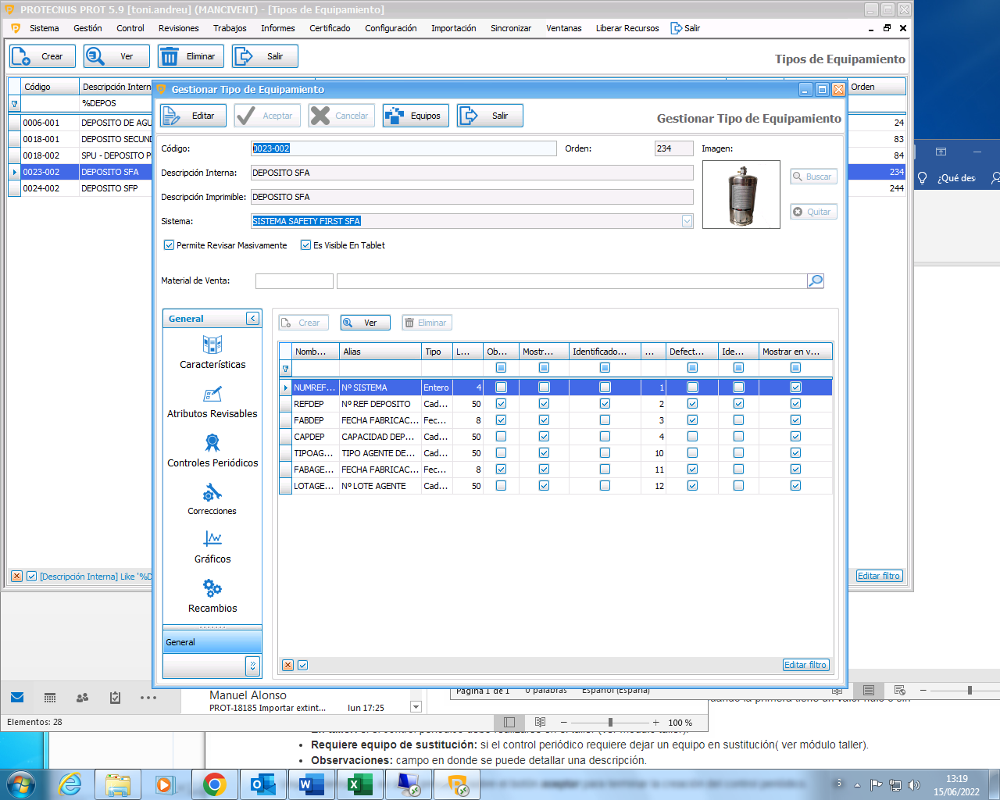 PROTECNUS PROT 5.9 [toni.andreu] (MANCIVENT) - [Tipos de Equipamiento]
Sistema Gestión Control Revisiones Trabajos Informes Certificado Configuración Importación Sincronizar Ventanas Liberar Recursos Salir
Crear Ver Eliminar Salir
Tipos de Equipamiento
Código Descripción Intern Orden
%DEPOS
0006-001 DEPOSITO DE AGU 24
0018-001 DEPOSITO SECUND 83
0018-002 SPU - DEPOSITO P 84
0023-002 DEPOSITO SFA 234
0024-002 DEPOSITO SFP 244
¿Qué des
Gestionar Tipo de Equipamiento
Editar Aceptar Cancelar Equipos Salir
Gestionar Tipo de Equipamiento
Código: 0023-002 Orden: 234 Imagen:
Descripción Interna: DEPOSITO SFA
Buscar
Descripción Imprimible: DEPOSITO SFA
Quitar
Sistema: SISTEMA SAFETY FIRST SFA
Permite Revisar Masivamente Es Visible En Tablet
Material de Venta:
General
Características
Atributos Revisables
Controles Periódicos
Correcciones
Gráficos
Recambios
General
Crear Ver Eliminar
Nomb... Alias Tipo L... Ob... Mostr... Identificado... ... Defect... Ide... Mostrar en v...
NUMREF... Nº SISTEMA Entero 4 1
REFDEP Nº REF DEPOSITO Cad... 50 2
FABDEP FECHA FABRICAC... Fec... 8 3
CAPDEP CAPACIDAD DEP... Cad... 50 4
TIPOAG... TIPO AGENTE DE... Cad... 50 10
FABAGE... FECHA FABRICAC... Fec... 8 11
LOTAGE... Nº LOTE AGENTE Cad... 50 12
Editar filtro
[Descripción Interna] Like '%D
Editar filtro
Manuel Alonso
PROT-18185 Importar extint... lun 17:25
Página 1 de 1 0 palabras Español (España)
Elementos: 28
100 %
Requiere equipo de sustitución: si el control periódico requiere dejar un equipo en sustitución( ver módulo taller).
Observaciones: campo en donde se puede detallar una descripción.
13:19
15/06/2022